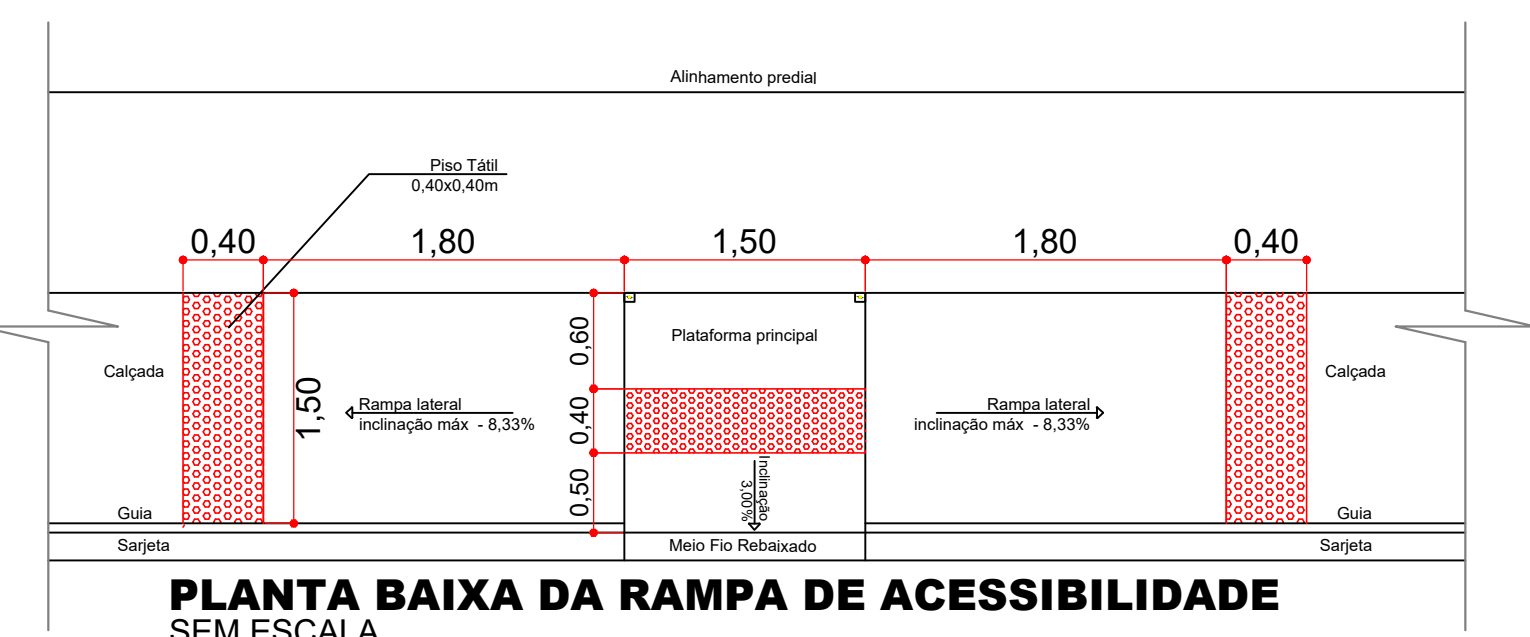 Alinhamento predial
Piso Tátil
0,40x0,40m
0,40
1,80
1,50
1,80
0,40
0,60
Plataforma principal
Calçada
Calçada
1,50
Rampa lateral
inclinação máx - 8,33%
0,40
Rampa lateral
inclinação máx - 8,33%
0,50
Inclinação
3,00%
Guia
Guia
Sarjeta
Meio Fio Rebaixado
Sarjeta
PLANTA BAIXA DA RAMPA DE ACESSIBILIDADE
SEM ESCALA